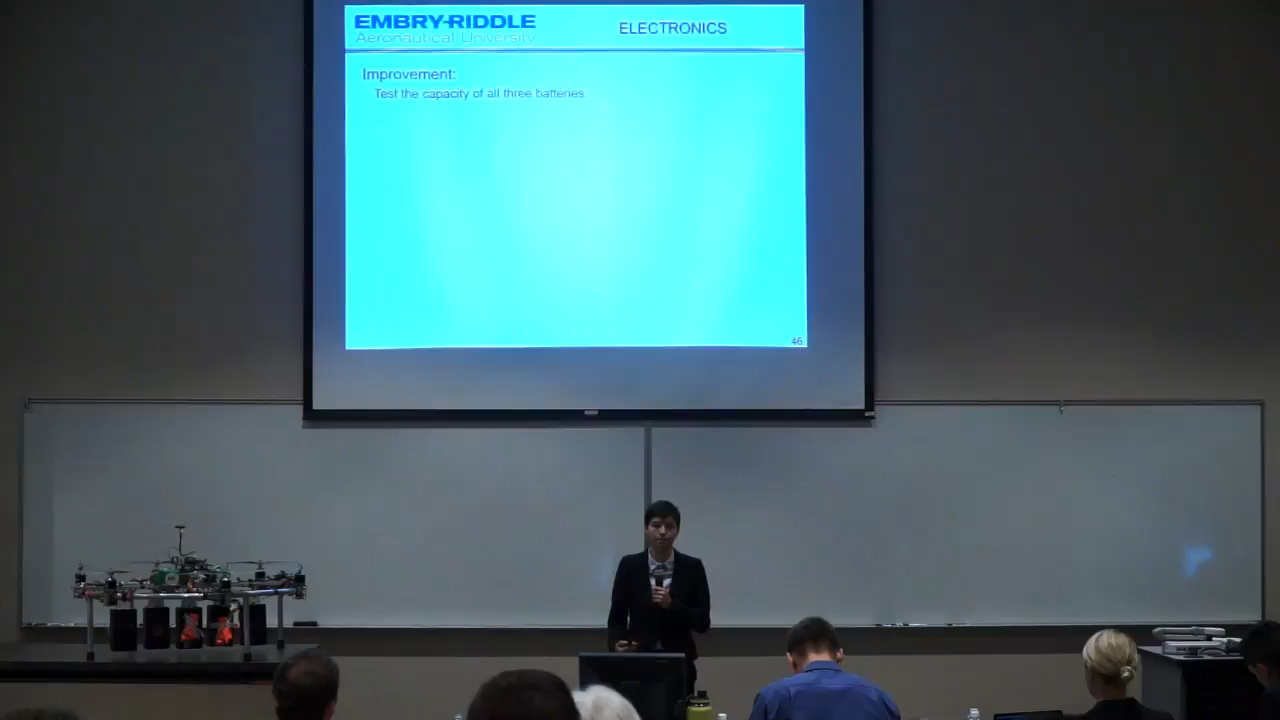 EMBRY-RIDDLE
Aeronautical University
ELECTRONICS
Improvement:
Test the capacity of all three batteries.
46